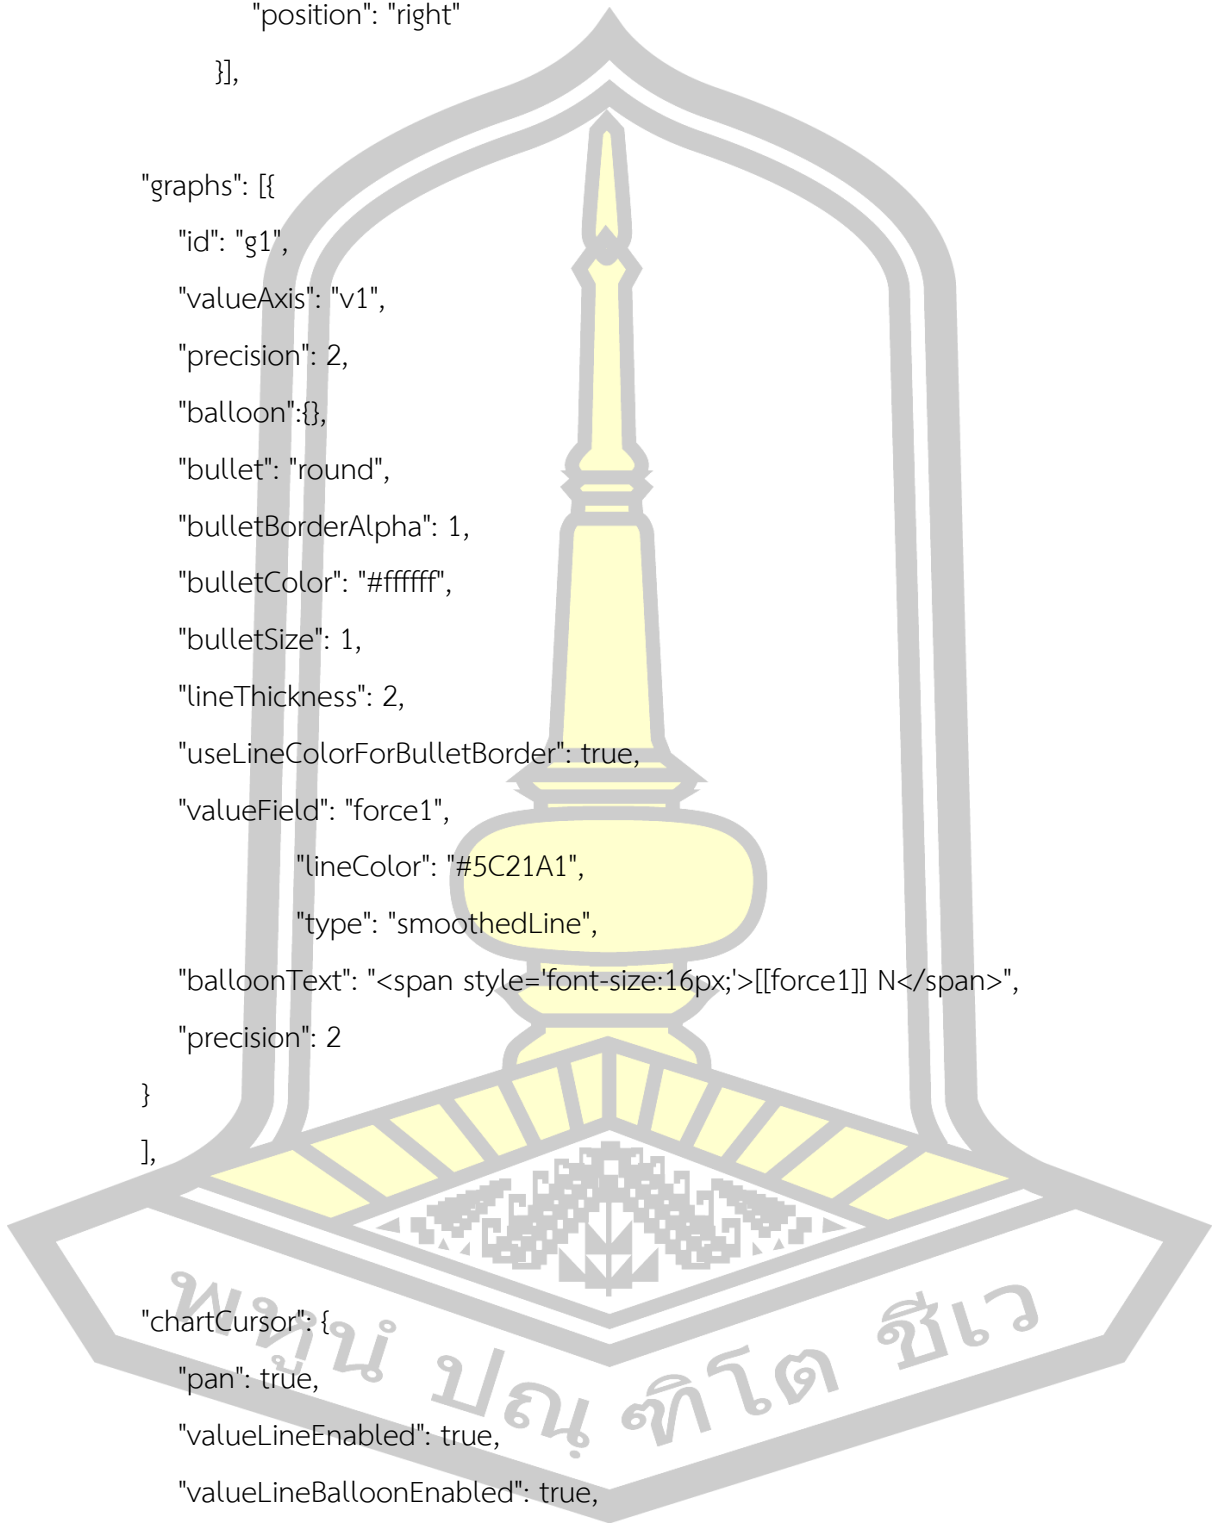 "position": "right"
}],
"graphs": [{
"id": "g1",
"valueAxis": "v1",
"precision": 2,
"balloon":{},
"bullet": "round",
"bulletBorderAlpha": 1,
"bulletColor": "#ffffff",
"bulletSize": 1,
"lineThickness": 2,
"useLineColorForBulletBorder": true,
"valueField": "force1",
"lineColor": "#5C21A1",
"type": "smoothedLine",
"balloonText": "<span style='font-size:16px;'>[[force1]] N</span>",
"precision": 2
}
],
"chartCursor": {
"pan": true,
"valueLineEnabled": true,
"valueLineBalloonEnabled": true,
พหูนํ ปณฺฑิโต ชีเว